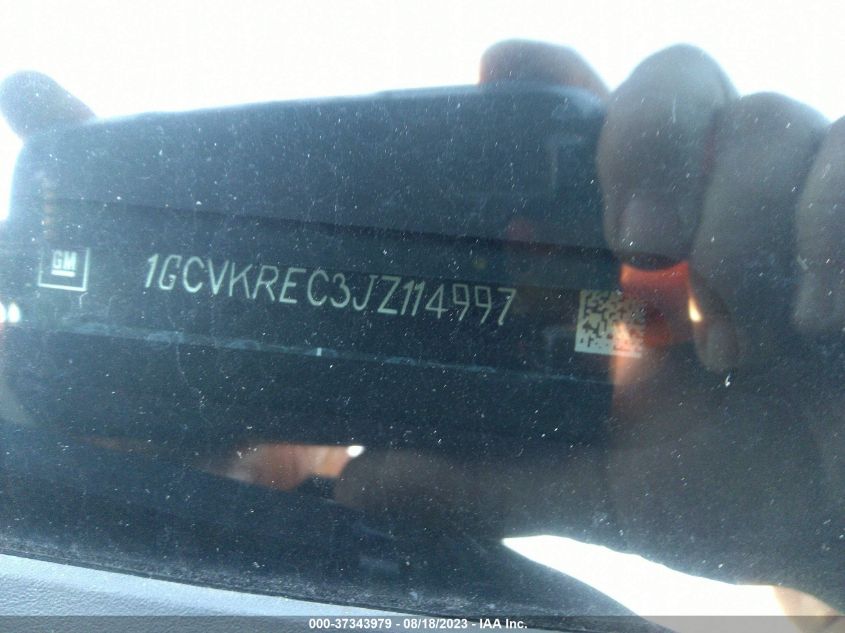 GM
1GCVKREC3JZ114997
000-37343979 - 08/18/2023 - IAA Inc.